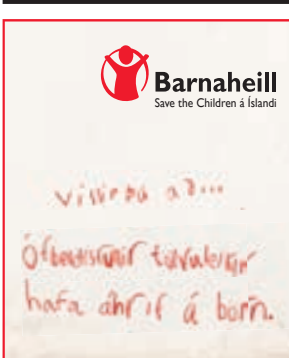 Barnaheill
Save the Children á Íslandi
Vissir þú að...
Ofbeldisfullir tölvuleikir
hafa áhrif á börn.